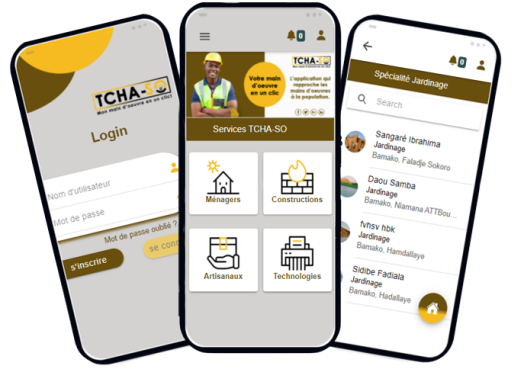 TCHA-SO
Mon main d'oeuvre
en un clic!
Login
Nom d'utilisateur
Mot de passe
Mot de passe oublié ?
se conn
s'inscrire
0
Votre main
d'oeuvre
en un clic
TCHA-SO
L'application qui
rapproche les
mains d'oeuvres
à la population.
Services TCHA-SO
Ménagers
Constructions
Artisanaux
Technologies
0
Spécialité Jardinage
Search
Sangaré Ibrahima
Jardinage
Bamako, Faladje Sokoro
Daou Samba
Jardinage
Bamako, Niamana ATTBou...
fvhsv hbk
Jardinage
Bamako, Hamdallaye
Sidibe Fadiala
Jardinage
Bamako, Hadallaye